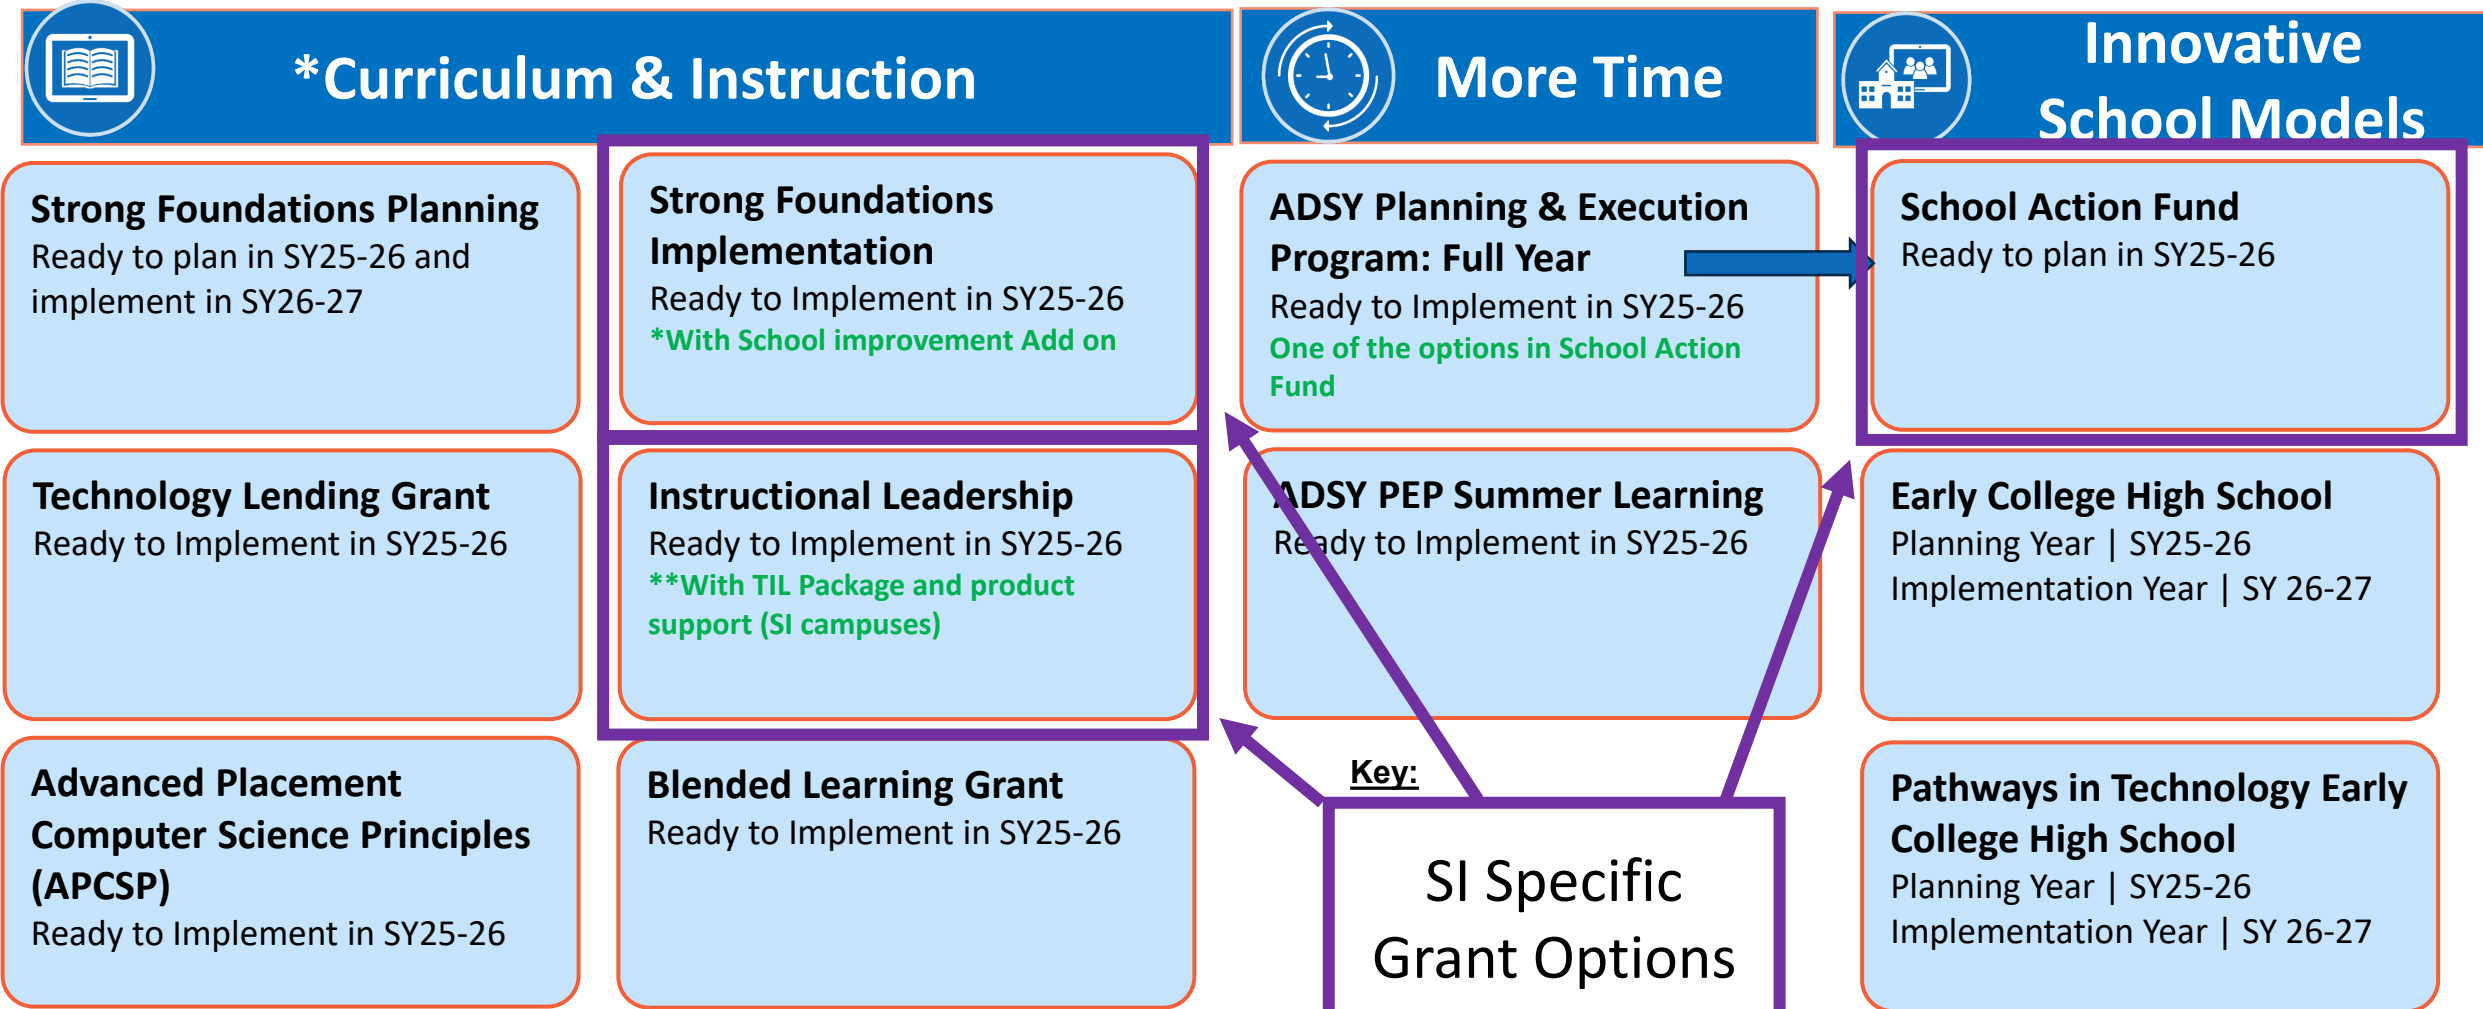 *Curriculum & Instruction
More Time
Innovative
School Models
Strong Foundations Planning
Ready to plan in SY25-26 and
implement in SY26-27
Strong Foundations
Implementation
Ready to Implement in SY25-26
*With School improvement Add on
ADSY Planning & Execution
Program: Full Year
Ready to Implement in SY25-26
One of the options in School Action
Fund
School Action Fund
Ready to plan in SY25-26
Technology Lending Grant
Ready to Implement in SY25-26
Instructional Leadership
Ready to Implement in SY25-26
**With TIL Package and product
support (SI campuses)
ADSY PEP Summer Learning
Ready to Implement in SY25-26
Early College High School
Planning Year | SY25-26
Implementation Year | SY 26-27
Advanced Placement
Computer Science Principles
(APCSP)
Ready to Implement in SY25-26
Blended Learning Grant
Ready to Implement in SY25-26
Key:
SI Specific
Grant Options
Pathways in Technology Early
College High School
Planning Year | SY25-26
Implementation Year | SY 26-27